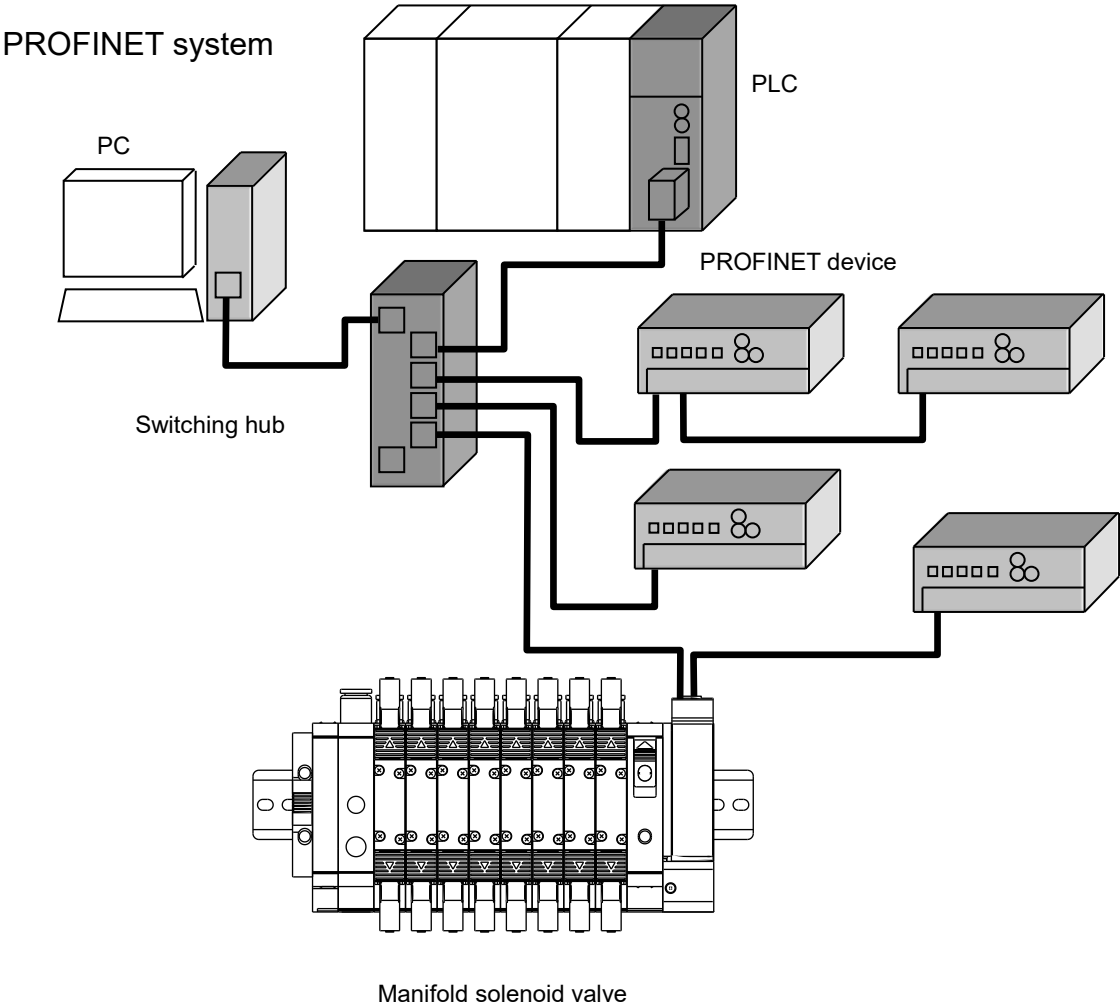 PROFINET system
PLC
PC
PROFINET device
Switching hub
Manifold solenoid valve